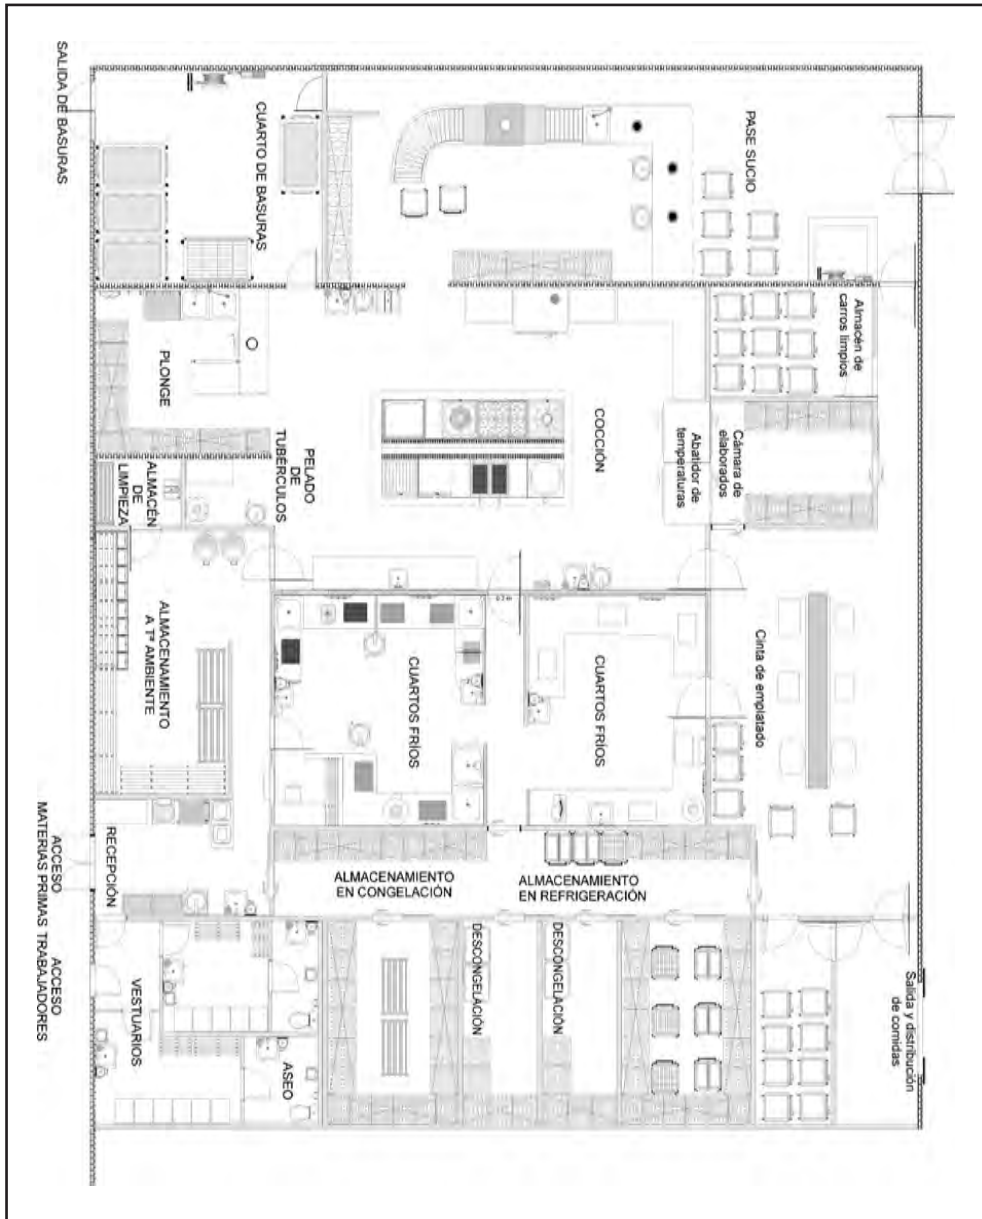 SALIDA DE BASURAS
CUARTO DE BASURAS
PASE SUCIO
PLONGE
Almacén de
carros limpios
COCCIÓN
Abatidor de
temperaturas
Cámara de
elaborados
PELADO
DE
TUBÉRCULOS
ALMACÉN
DE
LIMPIEZA
ALMACENAMIENTO
A Tª AMBIENTE
CUARTOS FRÍOS
CUARTOS FRÍOS
Cinta de emplatado
RECEPCIÓN
ACCESO
MATERIAS PRIMAS
ALMACENAMIENTO
EN CONGELACIÓN
ALMACENAMIENTO
EN REFRIGERACIÓN
ACCESO
TRABAJADORES
VESTUARIOS
ASEO
DESCONGELACIÓN
DESCONGELACIÓN
Salida y distribución
de comidas